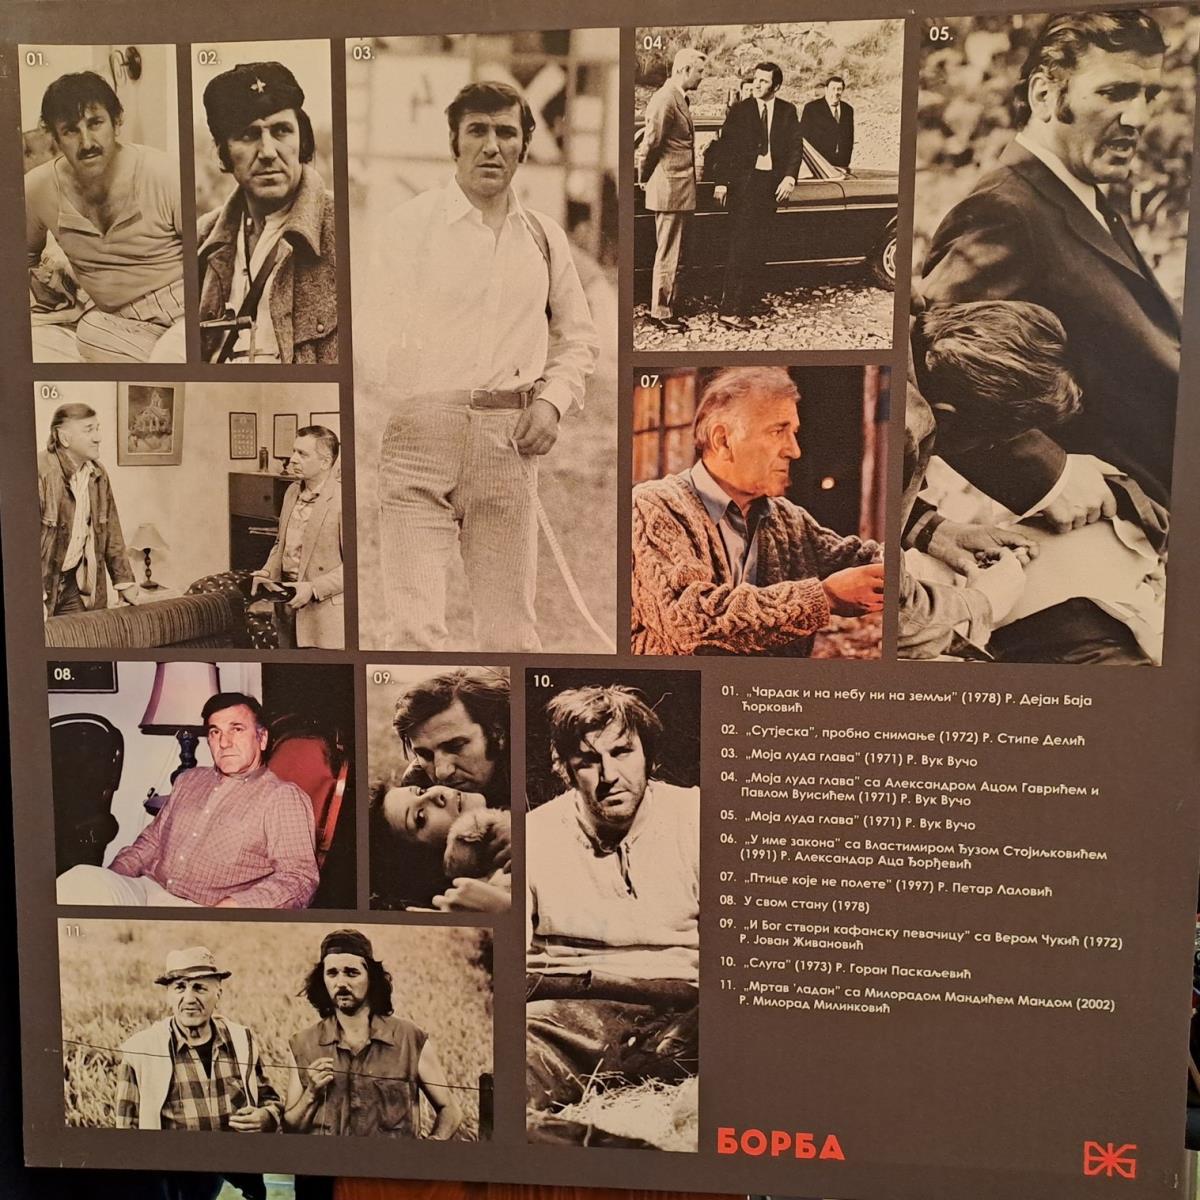 01.
02.
03.
04.
05.
06.
07.
08.
09.
10.
11.
01. „Чардак и на небу ни на земљи" (1978) Р. Дејан Баја
Ћорковић
02. „Сутјеска", пробно снимање (1972) Р. Стипе Делић
03. „Моја луда глава" (1971) Р. Вук Вучо
04. „Моја луда глава" са Александром Ацом Гаврићем и
Павлом Вуисићем (1971) Р. Вук Вучо
05. „Моја луда глава" (1971) Р. Вук Вучо
06. „У име закона" са Властимиром Ђузом Стојиљковићем
(1991) Р. Александар Аца Ђорђевић
07. „Птице које не полете" (1997) Р. Петар Лаловић
08. У свом стану (1978)
09. „И Бог створи кафанску певачицу" са Вером Чукић (1972)
Р. Јован Живановић
10. „Слуга" (1973) Р. Горан Паскаљевић
11. „Мртав 'ладан" са Милорадом Мандићем Мандом (2002)
Р. Милорад Милинковић
БОРБА